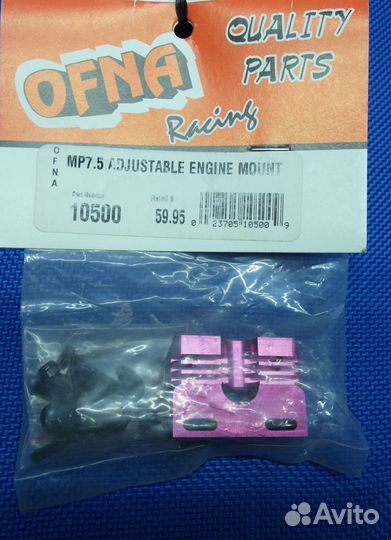 OFNA
QUALITY
PARTS
Racing
OFNA
MP7.5 ADJUSTABLE ENGINE MOUNT
Part Number
Retail $
10500
59.95
0 23705 10500 9
Avito